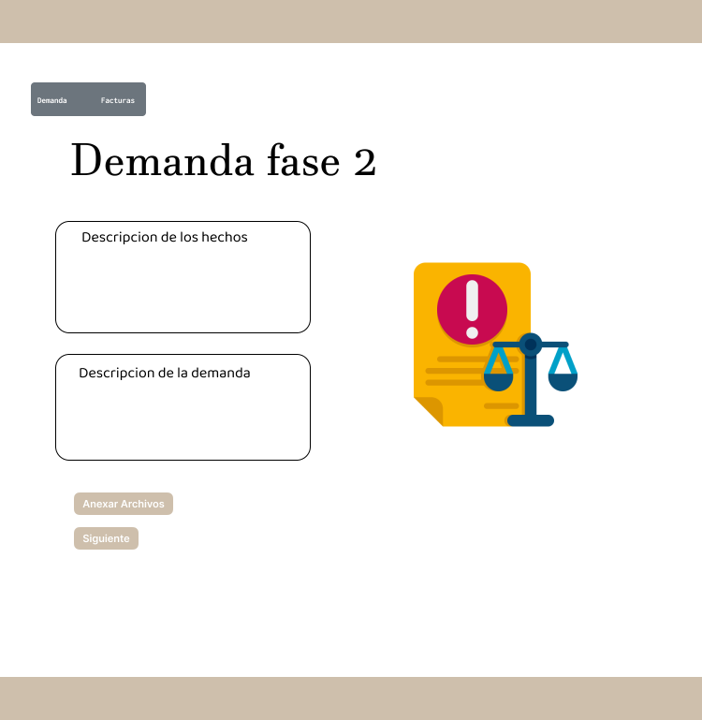 Demanda Facturas
Demanda fase 2
Descripcion de los hechos
Descripcion de la demanda
Anexar Archivos
Siguiente